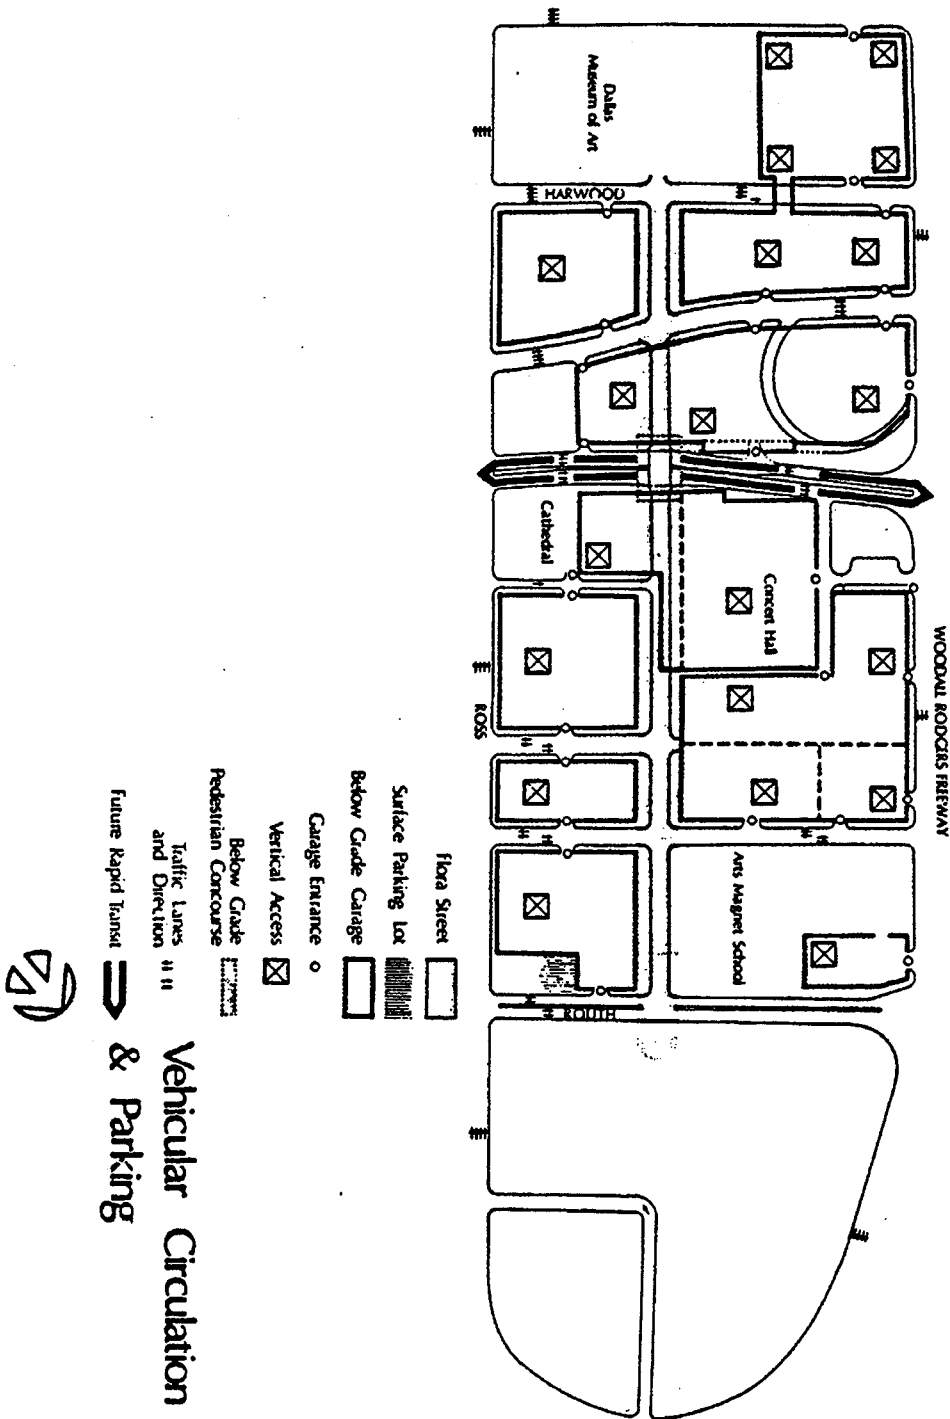 WOODALL RODGERS FREEWAY
Dallas
Museum of Art
HARWOOD
Cathedral
Concert Hall
ROSS
Arts Magnet School
ROUTH
Flora Street
Surface Parking Lot
Below Grade Garage
Garage Entrance
Vertical Access
Below Grade
Pedestrian Concourse
Traffic Lanes
and Direction
Future Rapid Transit
Vehicular Circulation
& Parking